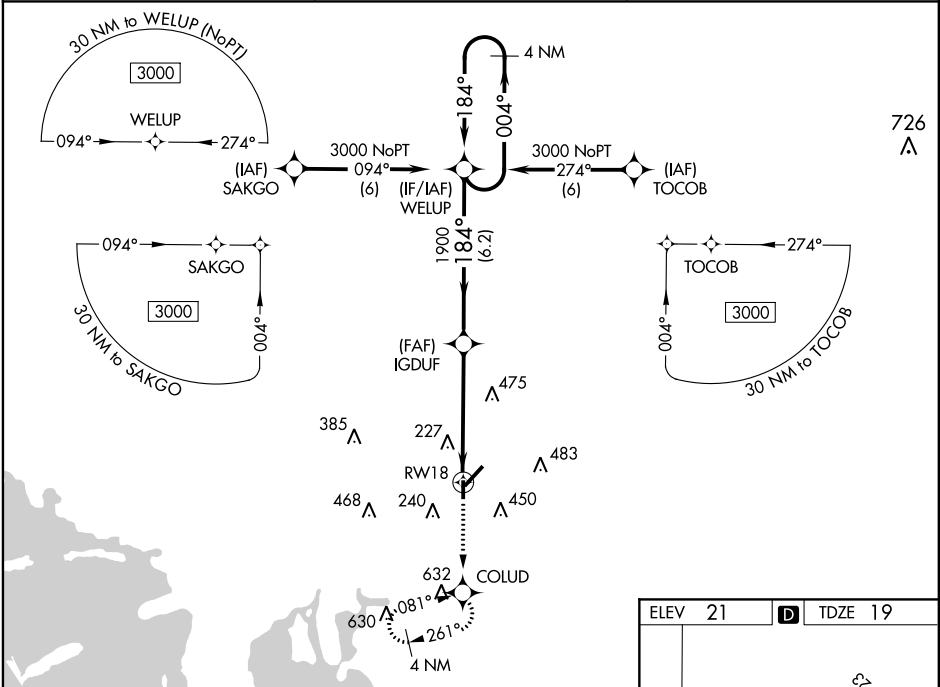 30 NM to WELUP (NoPT)
3000
WELUP
094°
274°
4 NM
184°
004°
726
(IAF)
SAKGO
3000 NoPT
094°
(6)
(IF/IAF)
WELUP
3000 NoPT
274°
(6)
(IAF)
TOCOB
1900
184°
(6.2)
094°
SAKGO
3000
004°
30 NM to SAKGO
274°
TOCOB
3000
004°
30 NM to TOCOB
(FAF)
IGDUF
475
385
227
483
RW18
468
240
450
632
COLUD
081°
630
261°
4 NM
ELEV 21
D
TDZE 19